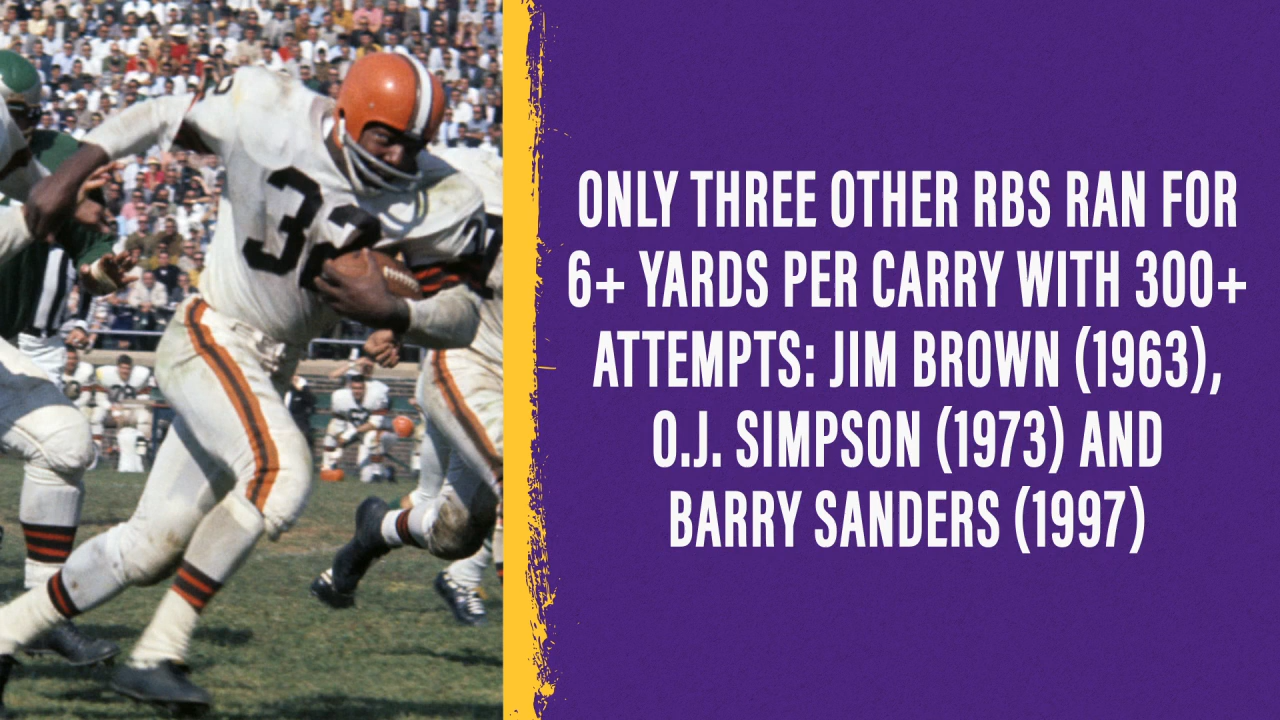 32
ONLY THREE OTHER RBS RAN FOR
6+ YARDS PER CARRY WITH 300+
ATTEMPTS: JIM BROWN (1963),
O.J. SIMPSON (1973) AND
BARRY SANDERS (1997)